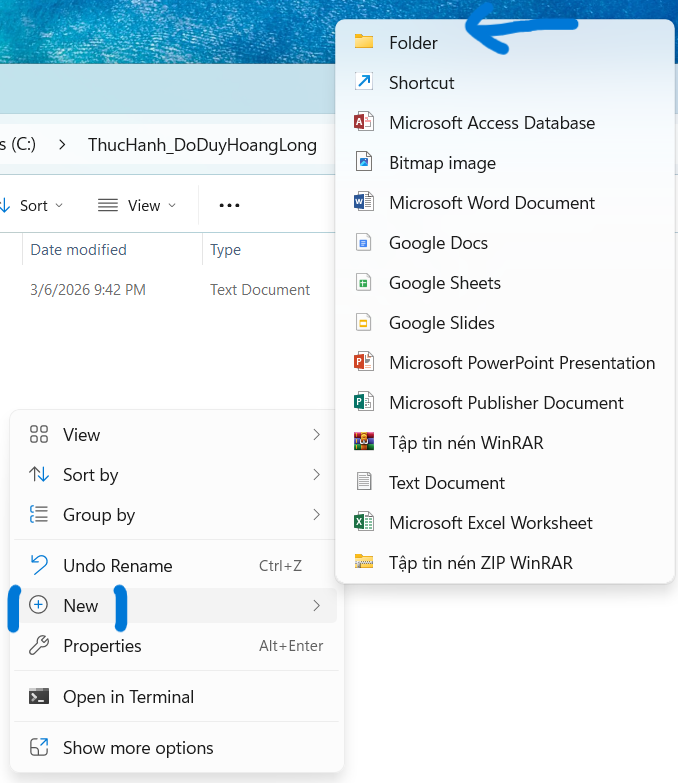 s (C:) > ThucHanh_DoDuyHoangLong
Sort View •••
Date modified Type
3/6/2026 9:42 PM Text Document
View
Sort by
Group by
Undo Rename Ctrl+Z
New
Properties Alt+Enter
Open in Terminal
Show more options
Folder
Shortcut
Microsoft Access Database
Bitmap image
Microsoft Word Document
Google Docs
Google Sheets
Google Slides
Microsoft PowerPoint Presentation
Microsoft Publisher Document
Tập tin nén WinRAR
Text Document
Microsoft Excel Worksheet
Tập tin nén ZIP WinRAR